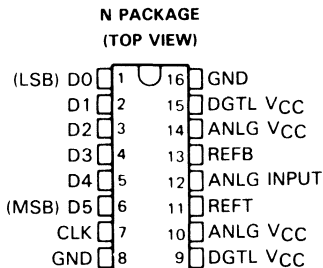 N PACKAGE
(TOP VIEW)
(LSB) D0 1 16 GND
D1 2 15 DGTL VCC
D2 3 14 ANLG VCC
D3 4 13 REFB
D4 5 12 ANLG INPUT
(MSB) D5 6 11 REFT
CLK 7 10 ANLG VCC
GND 8 9 DGTL VCC